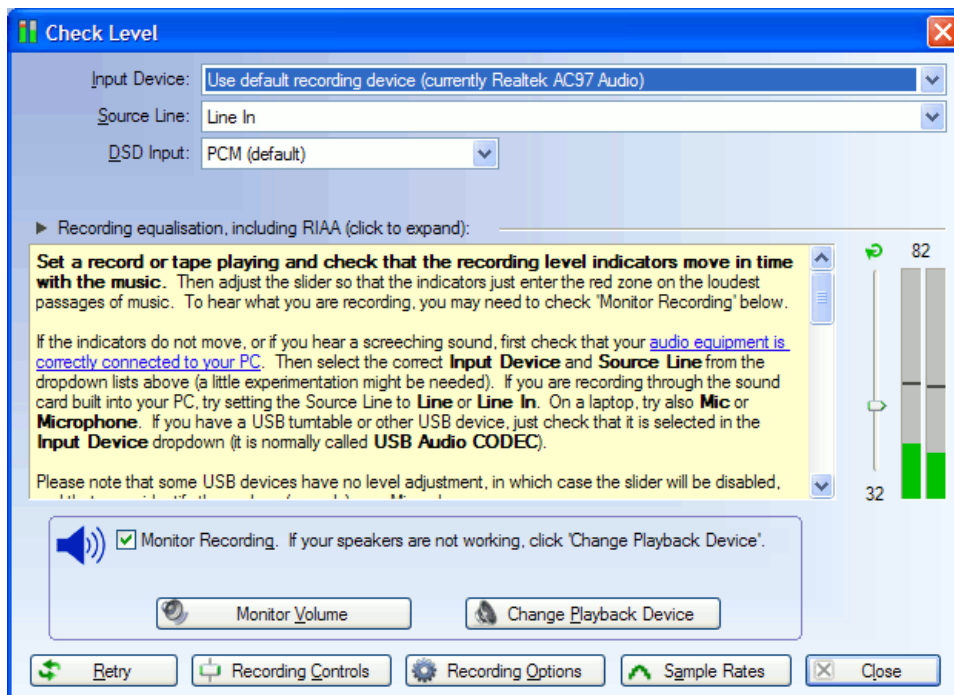 Check Level
Input Device: Use default recording device (currently Realtek AC97 Audio)
Source Line: Line In
DSD Input: PCM (default)
Recording equalisation, including RIAA (click to expand):
82
Set a record or tape playing and check that the recording level indicators move in time
with the music. Then adjust the slider so that the indicators just enter the red zone on the loudest
passages of music. To hear what you are recording, you may need to check 'Monitor Recording' below.
If the indicators do not move, or if you hear a screeching sound, first check that your audio equipment is
correctly connected to your PC. Then select the correct Input Device and Source Line from the
dropdown lists above (a little experimentation might be needed). If you are recording through the sound
card built into your PC, try setting the Source Line to Line or Line In. On a laptop, try also Mic or
Microphone. If you have a USB turntable or other USB device, just check that it is selected in the
Input Device dropdown (it is normally called USB Audio CODEC).
Please note that some USB devices have no level adjustment, in which case the slider will be disabled,
32
Monitor Recording. If your speakers are not working, click 'Change Playback Device'.
Monitor Volume
Change Playback Device
Retry
Recording Controls
Recording Options
Sample Rates
Close